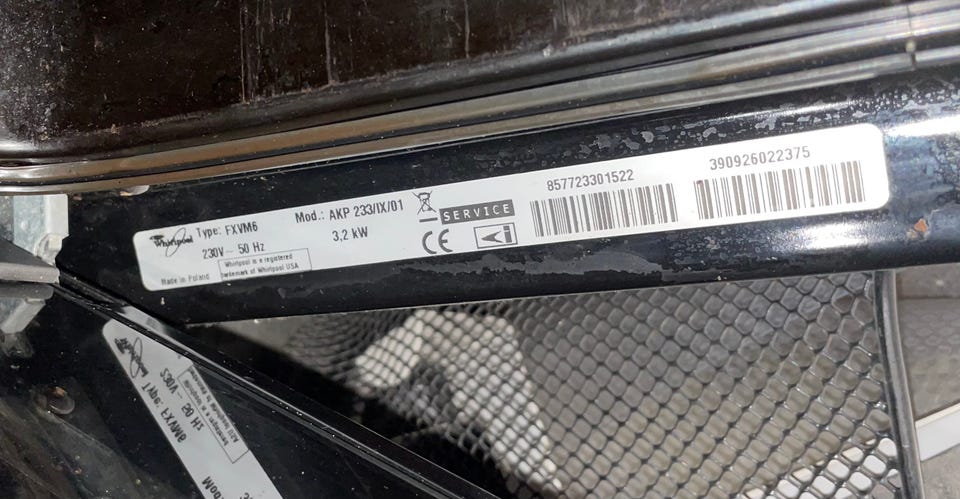 Whirlpool Type: FXVM6 Mod.: AKP 233/IX/01 SERVICE 857723301522 390926022375
230V ~ 50 Hz 3,2 kW CE
Whirlpool is a registered
trademark of Whirlpool USA
Made in Poland